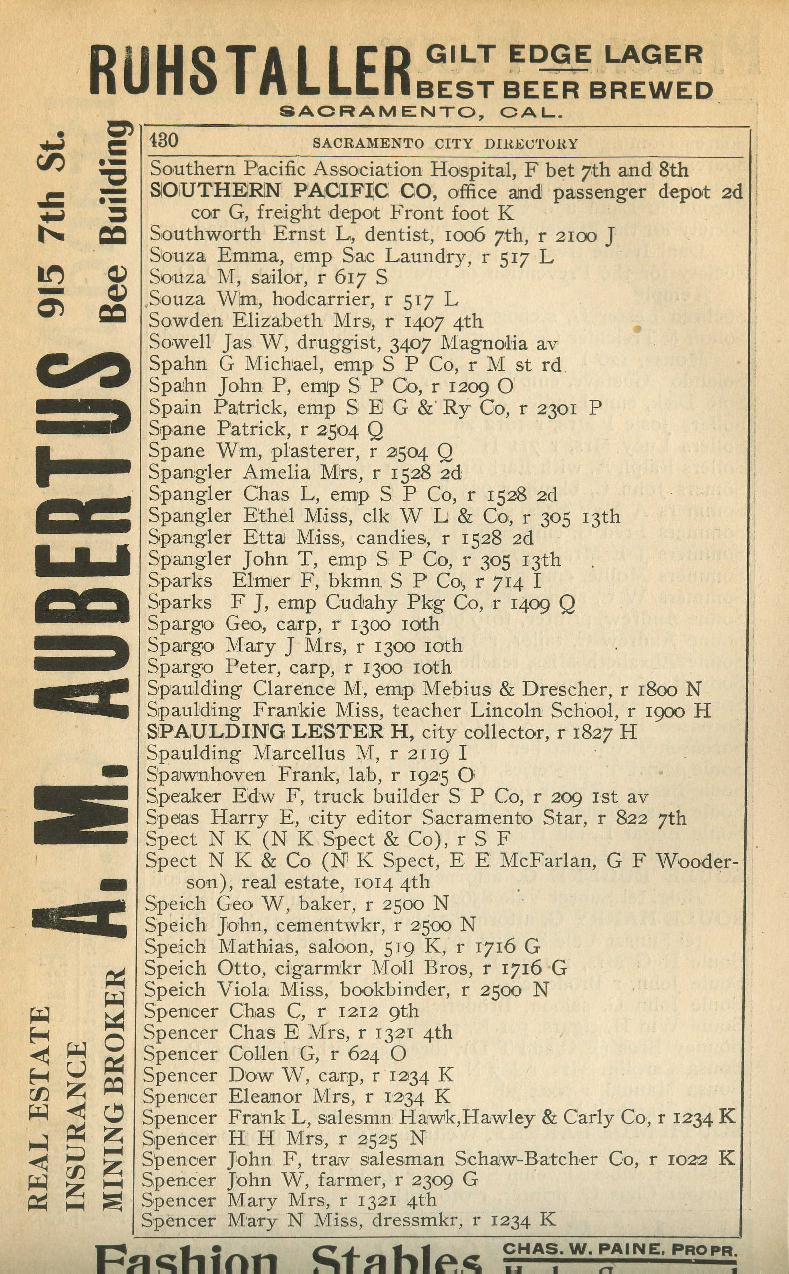 RUHSTALLER GILT EDGE LAGER
BEST BEER BREWED
SACRAMENTO, CAL.
A. M. AUBERTUS 915 7th St.
Bee Building
REAL ESTATE
INSURANCE
MINING BROKER
430 SACRAMENTO CITY DIRECTORY
Southern Pacific Association Hospital, F bet 7th and 8th
SOUTHERN PACIFIC CO, office and passenger depot 2d
cor G, freight depot Front foot K
Southworth Ernst L, dentist, 1006 7th, r 2100 J
Souza Emma, emp Sac Laundry, r 517 L
Souza M, sailor, r 617 S
Souza Wm, hodcarrier, r 517 L
Sowden Elizabeth Mrs, r 1407 4th
Sowell Jas W, druggist, 3407 Magnolia av
Spahn G Michael, emp S P Co, r M st rd
Spahn John P, emp S P Co, r 1209 O
Spain Patrick, emp S E G & Ry Co, r 2301 P
Spane Patrick, r 2504 Q
Spane Wm, plasterer, r 2504 Q
Spangler Amelia Mrs, r 1528 2d
Spangler Chas L, emp S P Co, r 1528 2d
Spangler Ethel Miss, clk W L & Co, r 305 13th
Spangler Etta Miss, candies, r 1528 2d
Spangler John T, emp S P Co, r 305 13th
Sparks Elmer F, bkmn S P Co, r 714 I
Sparks F J, emp Cudahy Pkg Co, r 1409 Q
Spargo Geo, carp, r 1300 10th
Spargo Mary J Mrs, r 1300 10th
Spargo Peter, carp, r 1300 10th
Spaulding Clarence M, emp Mebius & Drescher, r 1800 N
Spaulding Frankie Miss, teacher Lincoln School, r 1900 H
SPAULDING LESTER H, city collector, r 1827 H
Spaulding Marcellus M, r 2119 I
Spawnhoven Frank, lab, r 1925 O
Speaker Edw F, truck builder S P Co, r 209 1st av
Speas Harry E, city editor Sacramento Star, r 822 7th
Spect N K (N K Spect & Co), r S F
Spect N K & Co (N K Spect, E E McFarlan, G F Wooder-
son), real estate, 1014 4th
Speich Geo W, baker, r 2500 N
Speich John, cementwkr, r 2500 N
Speich Mathias, saloon, 519 K, r 1716 G
Speich Otto, cigarmkr Moll Bros, r 1716 G
Speich Viola Miss, bookbinder, r 2500 N
Spencer Chas C, r 1212 9th
Spencer Chas E Mrs, r 1321 4th
Spencer Collen G, r 624 O
Spencer Dow W, carp, r 1234 K
Spencer Eleanor Mrs, r 1234 K
Spencer Frank L, salesmn Hawk,Hawley & Carly Co, r 1234 K
Spencer H H Mrs, r 2525 N
Spencer John F, trav salesman Schaw-Batcher Co, r 1022 K
Spencer John W, farmer, r 2309 G
Spencer Mary Mrs, r 1321 4th
Spencer Mary N Miss, dressmkr, r 1234 K
Fashion Stables CHAS. W. PAINE, PROPR.